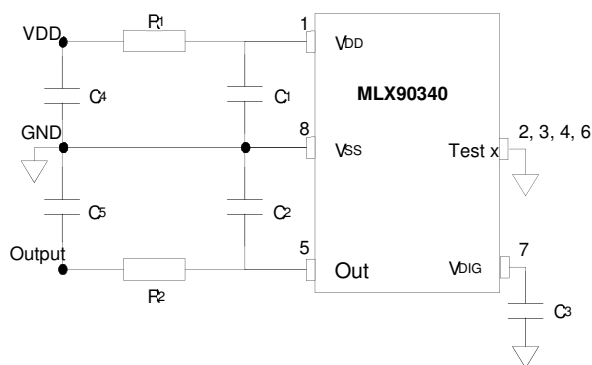 VDD
R1
1
VDD
C4
C1
MLX90340
GND
8
VSS
Test x
2, 3, 4, 6
C5
C2
Output
R2
5
Out
VDIG
7
C3